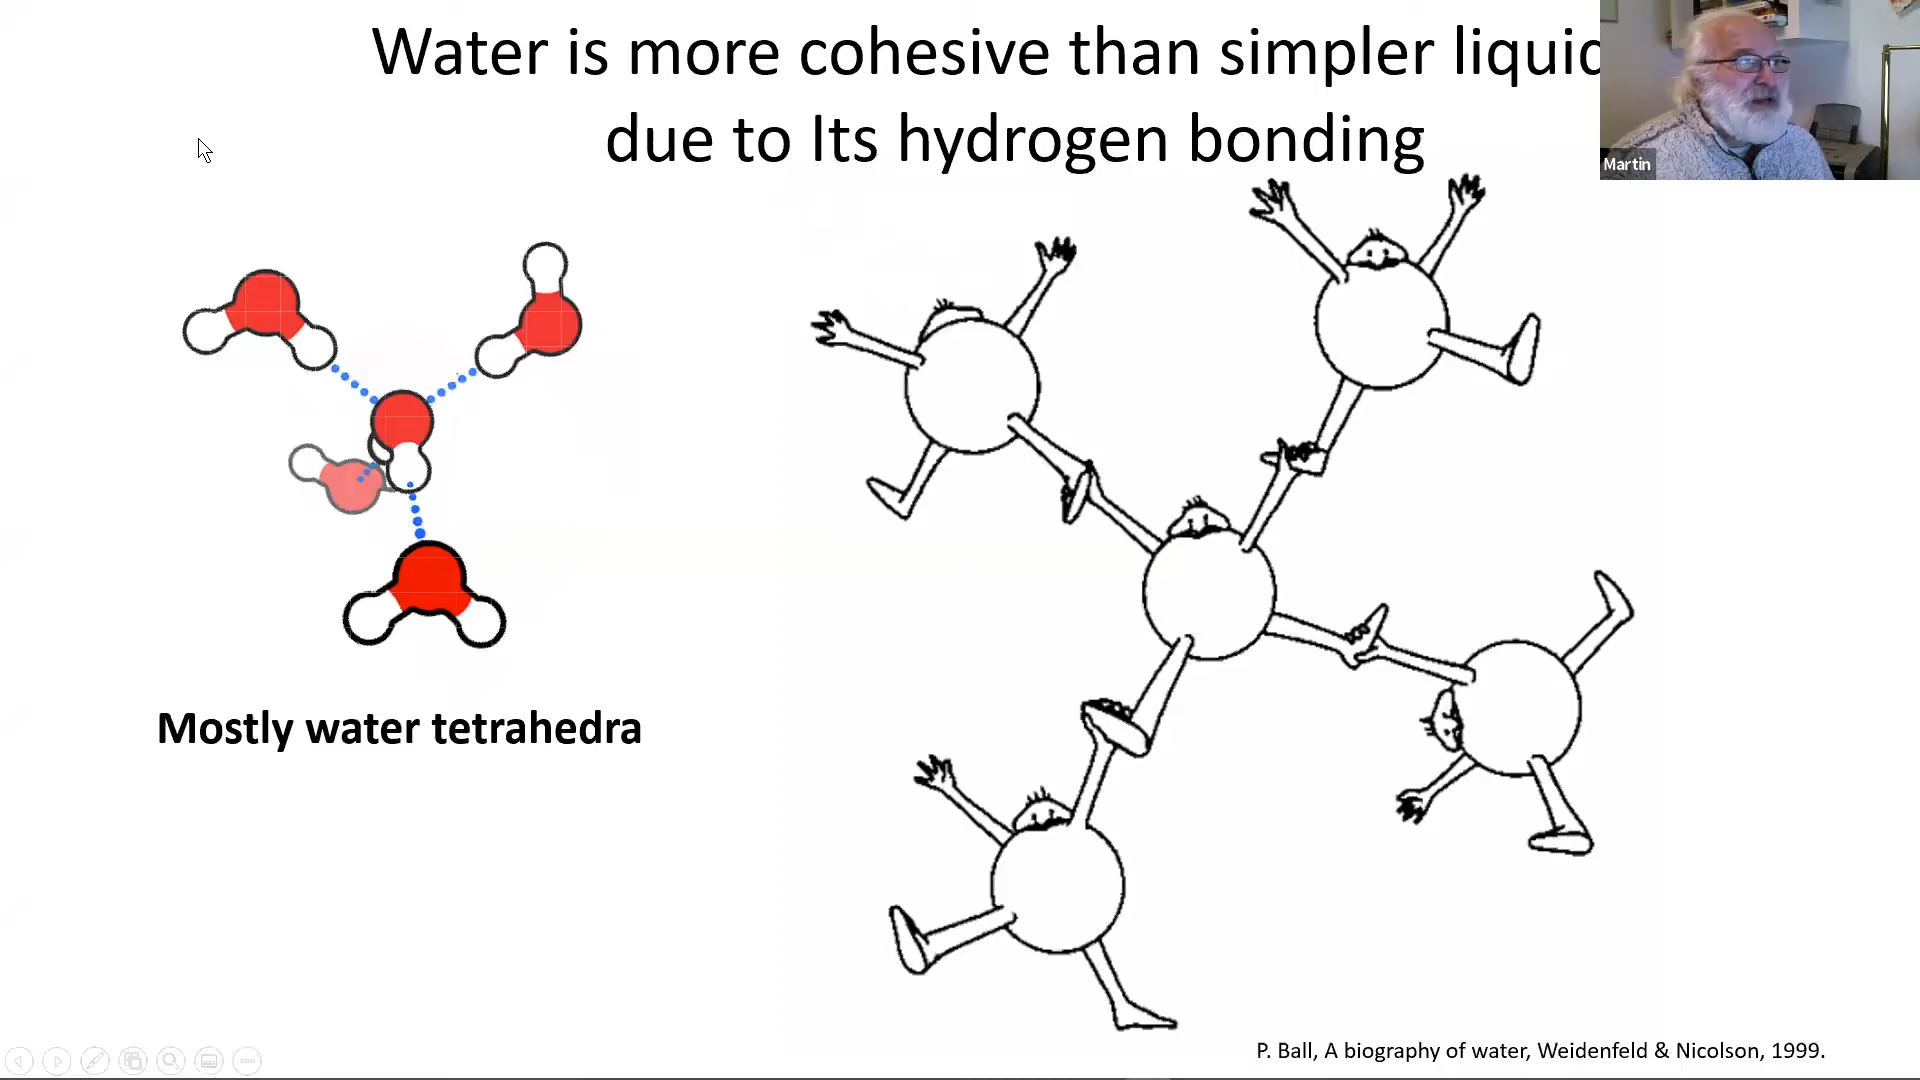 Water is more cohesive than simpler liquid
due to Its hydrogen bonding
Martin
Mostly water tetrahedra
P. Ball, A biography of water, Weidenfeld & Nicolson, 1999.